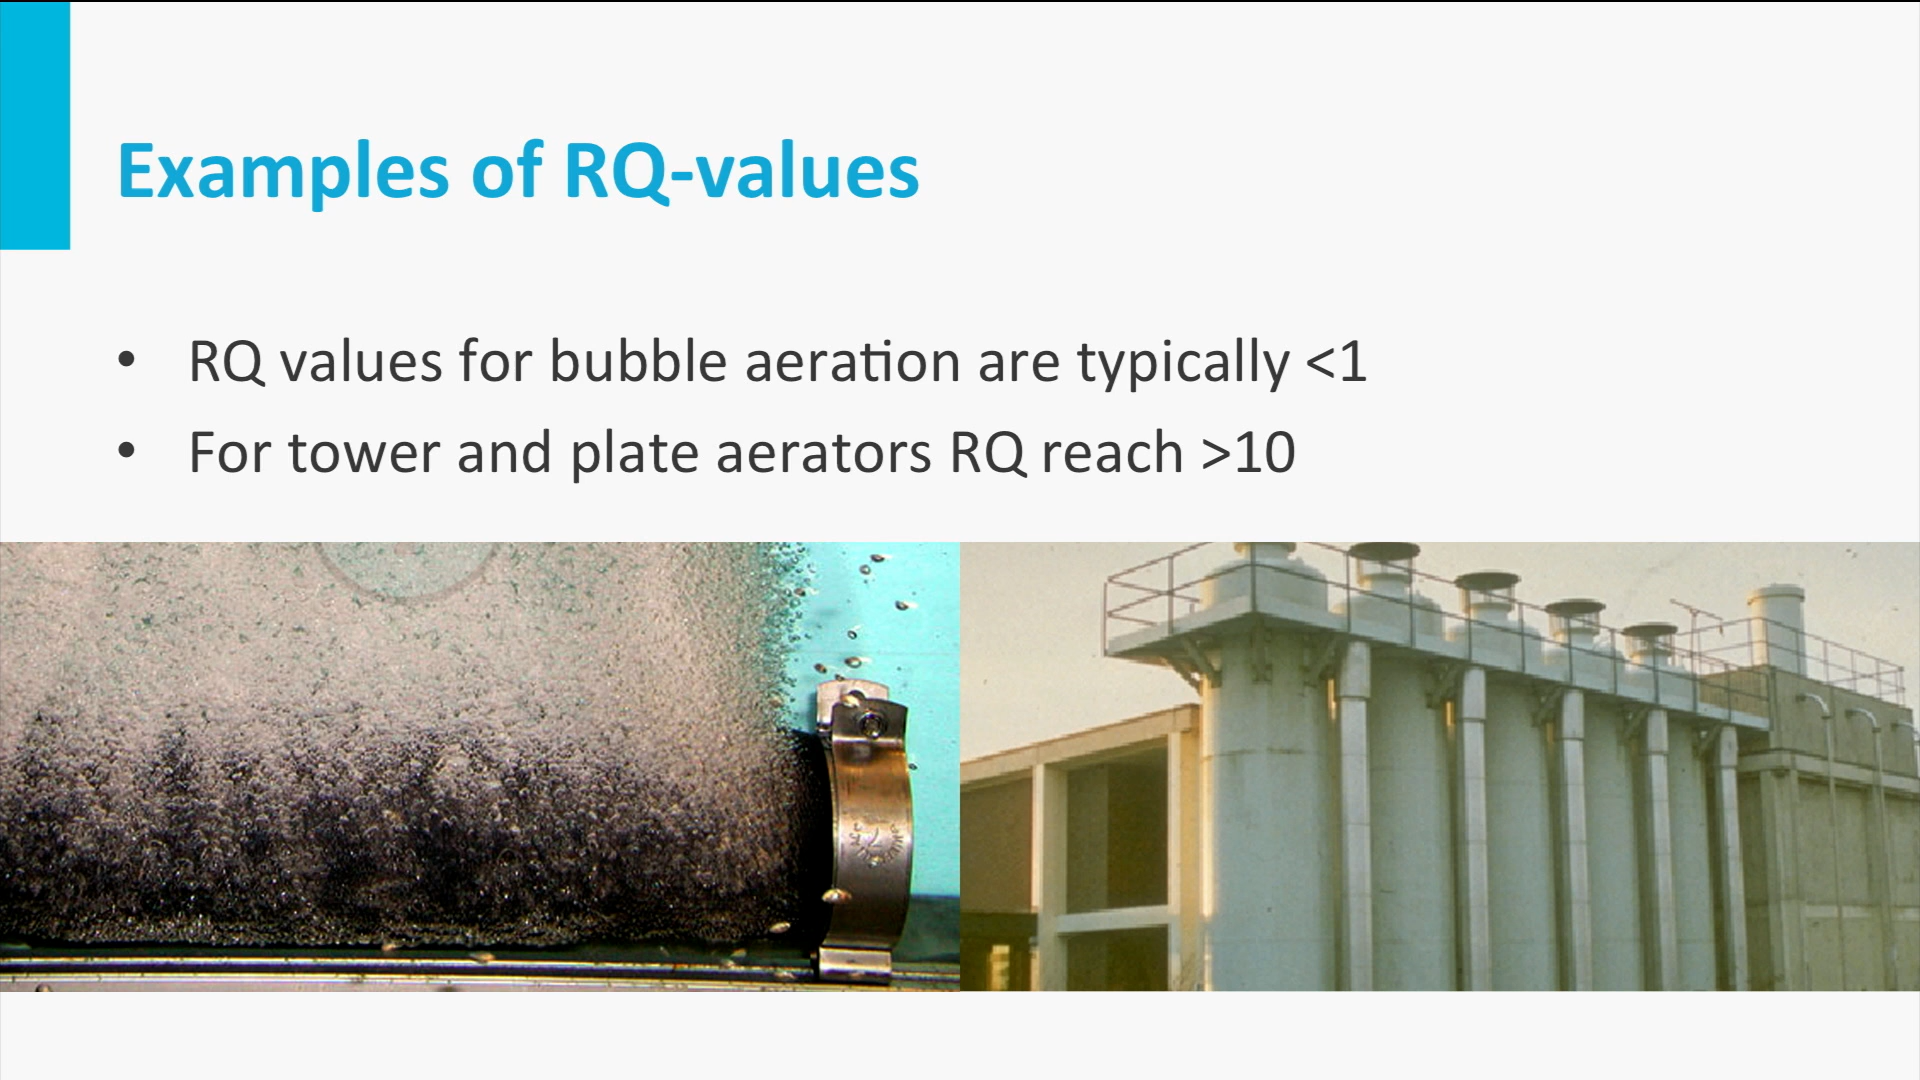 Examples of RQ-values
• RQ values for bubble aeration are typically <1
• For tower and plate aerators RQ reach >10